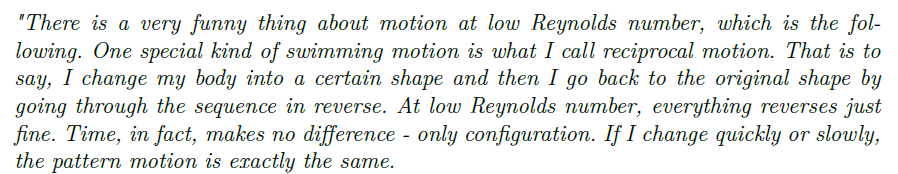 "There is a very funny thing about motion at low Reynolds number, which is the fol-
lowing. One special kind of swimming motion is what I call reciprocal motion. That is to
say, I change my body into a certain shape and then I go back to the original shape by
going through the sequence in reverse. At low Reynolds number, everything reverses just
fine. Time, in fact, makes no difference - only configuration. If I change quickly or slowly,
the pattern motion is exactly the same.